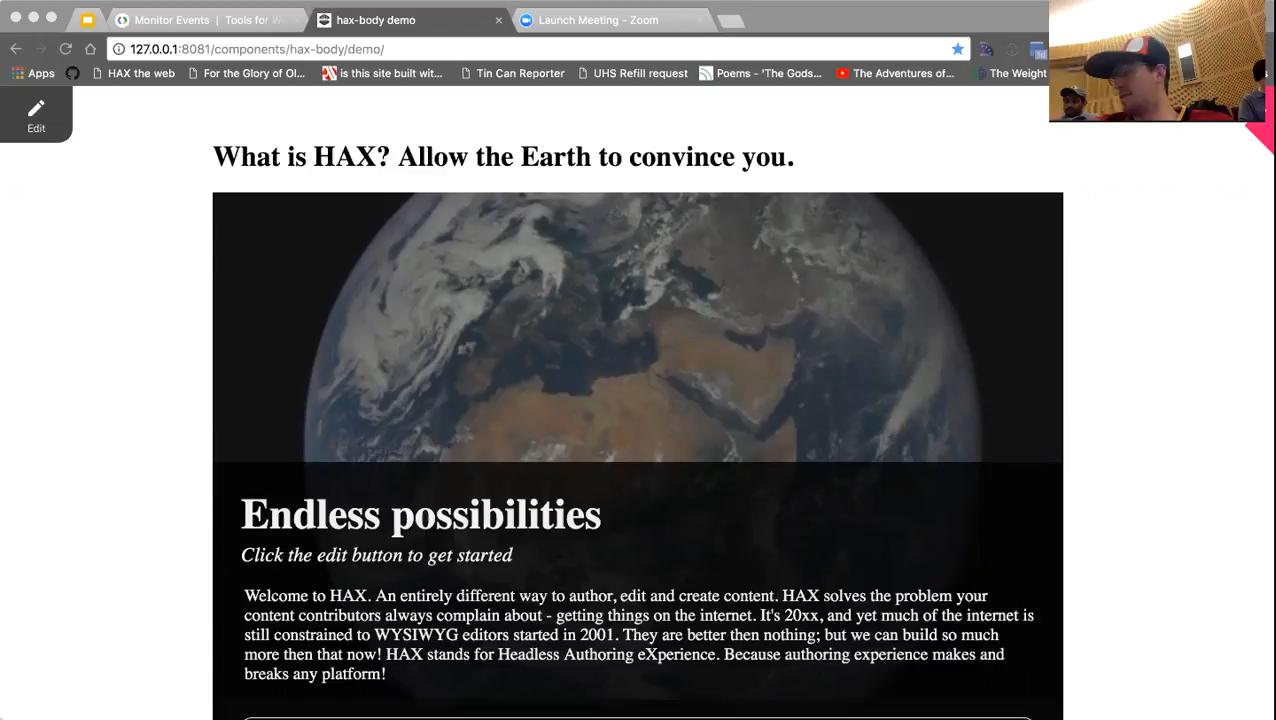 Monitor Events | Tools for W
hax-body demo
Launch Meeting - Zoom
127.0.0.1:8081/components/hax-body/demo/
Apps
HAX the web
For the Glory of Ol...
is this site built wit...
Tin Can Reporter
UHS Refill request
Poems - 'The Gods...
The Adventures of...
The Weight
Edit
What is HAX? Allow the Earth to convince you.
Endless possibilities
Click the edit button to get started
Welcome to HAX. An entirely different way to author, edit and create content. HAX solves the problem your
content contributors always complain about - getting things on the internet. It's 20xx, and yet much of the internet is
still constrained to WYSIWYG editors started in 2001. They are better then nothing; but we can build so much
more then that now! HAX stands for Headless Authoring eXperience. Because authoring experience makes and
breaks any platform!